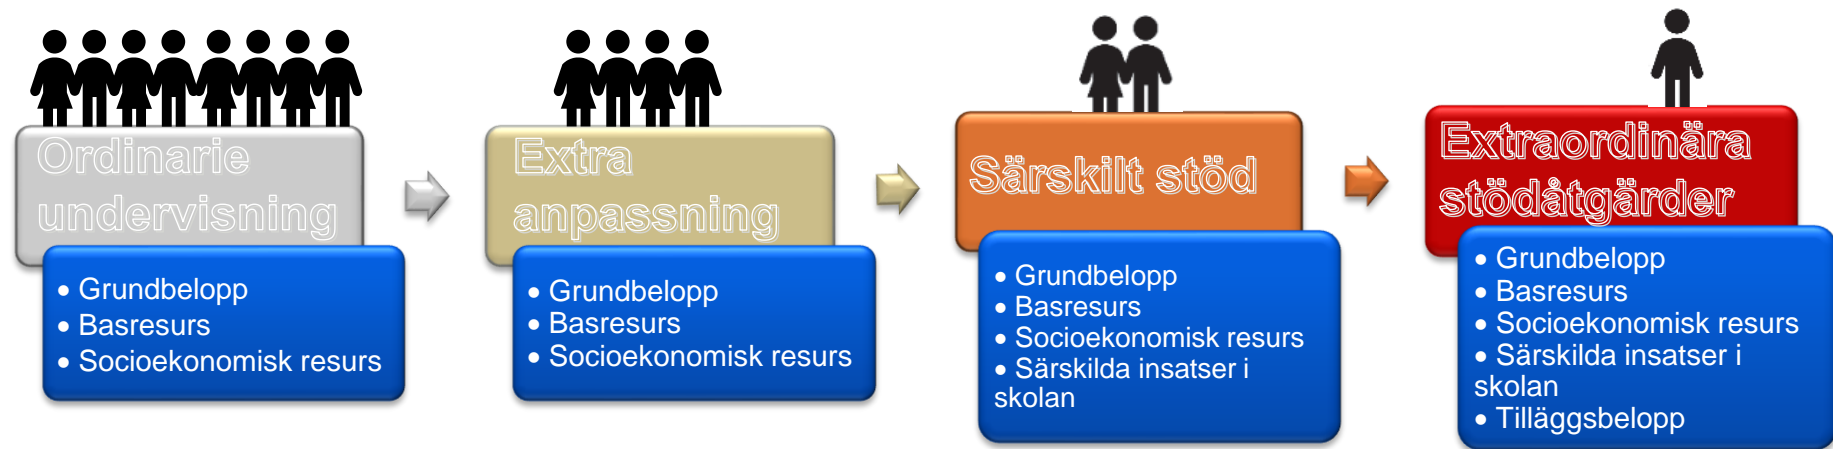 Ordinarie
undervisning
• Grundbelopp
• Basresurs
• Socioekonomisk resurs
Extra
anpassning
• Grundbelopp
• Basresurs
• Socioekonomisk resurs
Särskilt stöd
• Grundbelopp
• Basresurs
• Socioekonomisk resurs
• Särskilda insatser i
skolan
Extraordinära
stödåtgärder
• Grundbelopp
• Basresurs
• Socioekonomisk resurs
• Särskilda insatser i
skolan
• Tilläggsbelopp